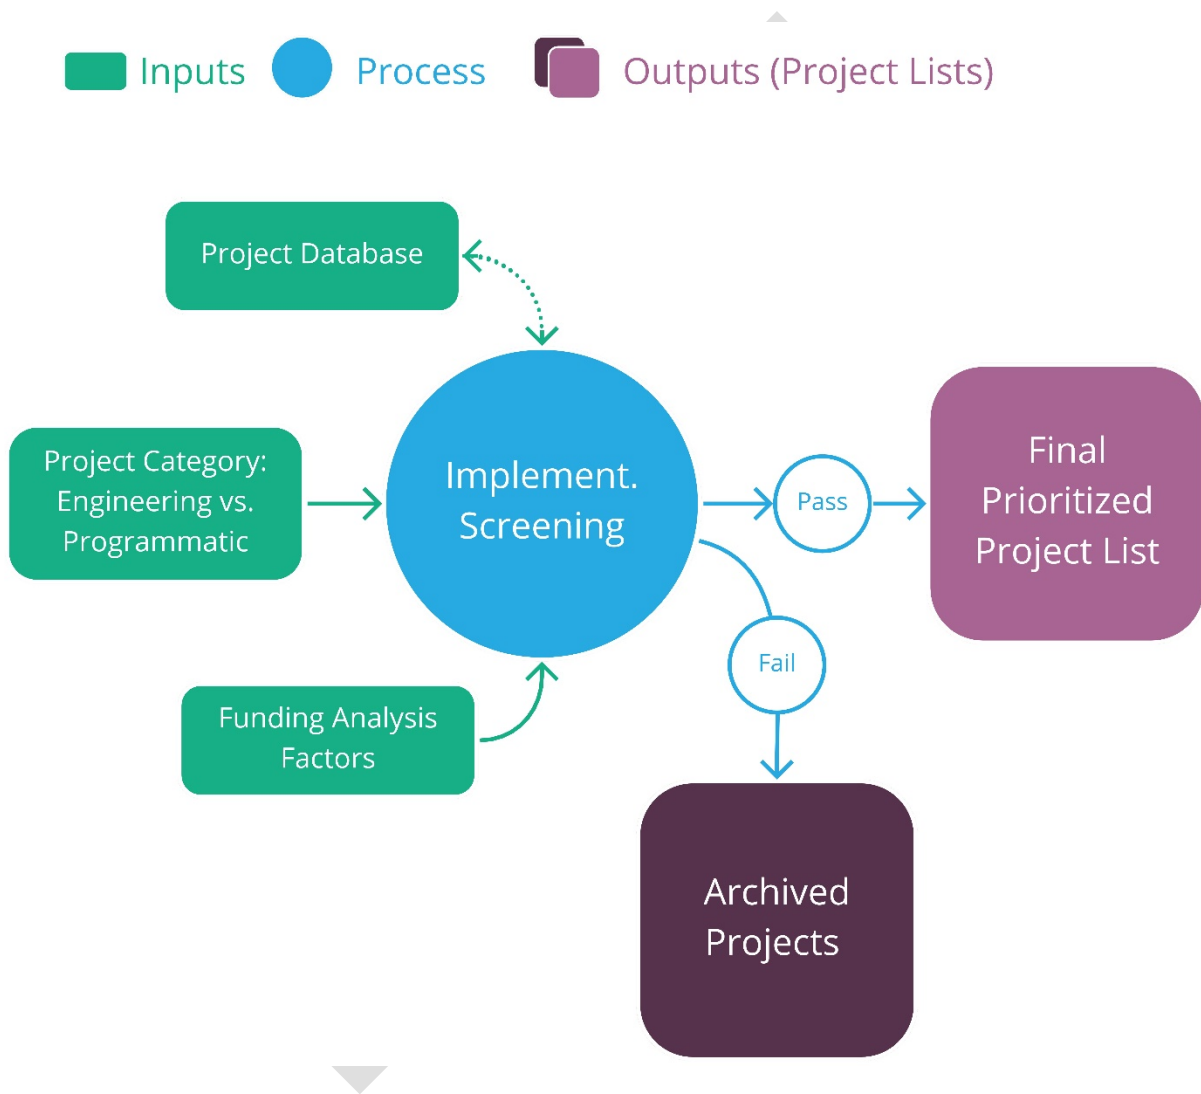 Inputs
Process
Outputs (Project Lists)
Project Database
Project Category:
Engineering vs.
Programmatic
Implement.
Screening
Pass
Final
Prioritized
Project List
Fail
Funding Analysis
Factors
Archived
Projects